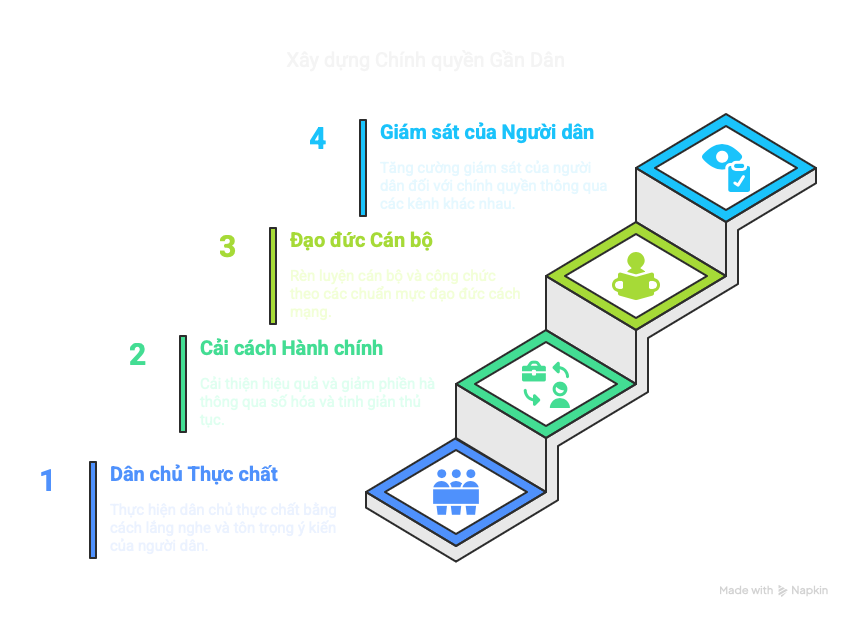 Xây dựng Chính quyền Gần Dân
4
Giám sát của Người dân
Tăng cường giám sát của người
dân đối với chính quyền thông qua
các kênh khác nhau.
3
Đạo đức Cán bộ
Rèn luyện cán bộ và công chức
theo các chuẩn mực đạo đức cách
mạng.
2
Cải cách Hành chính
Cải thiện hiệu quả và giảm phiền hà
thông qua số hóa và tinh giản thủ
tục.
1
Dân chủ Thực chất
Thực hiện dân chủ thực chất bằng
cách lắng nghe và tôn trọng ý kiến
của người dân.
Made with Napkin